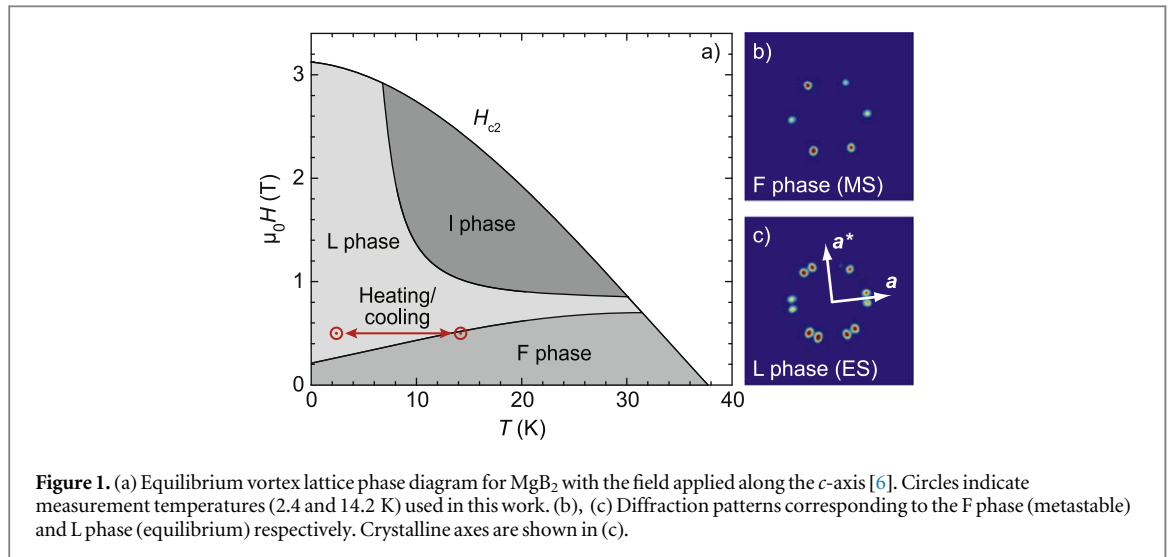 a)
3
H_c2
μ₀H (T)
2
I phase
L phase
1
Heating/
cooling
F phase
0
0 10 20 30 40
T (K)
b)
F phase (MS)
c)
a*
a
L phase (ES)
Figure 1. (a) Equilibrium vortex lattice phase diagram for MgB₂ with the field applied along the c-axis [6]. Circles indicate
measurement temperatures (2.4 and 14.2 K) used in this work. (b), (c) Diffraction patterns corresponding to the F phase (metastable)
and L phase (equilibrium) respectively. Crystalline axes are shown in (c).